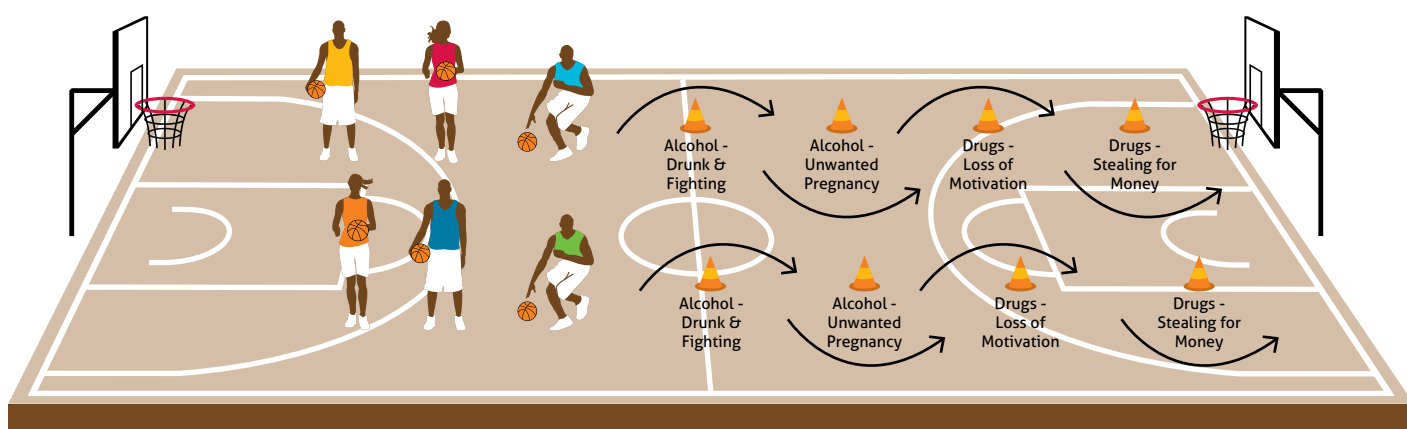 Alcohol -
Drunk &
Fighting
Alcohol -
Unwanted
Pregnancy
Drugs -
Loss of
Motivation
Drugs -
Stealing for
Money
Alcohol -
Drunk &
Fighting
Alcohol -
Unwanted
Pregnancy
Drugs -
Loss of
Motivation
Drugs -
Stealing for
Money